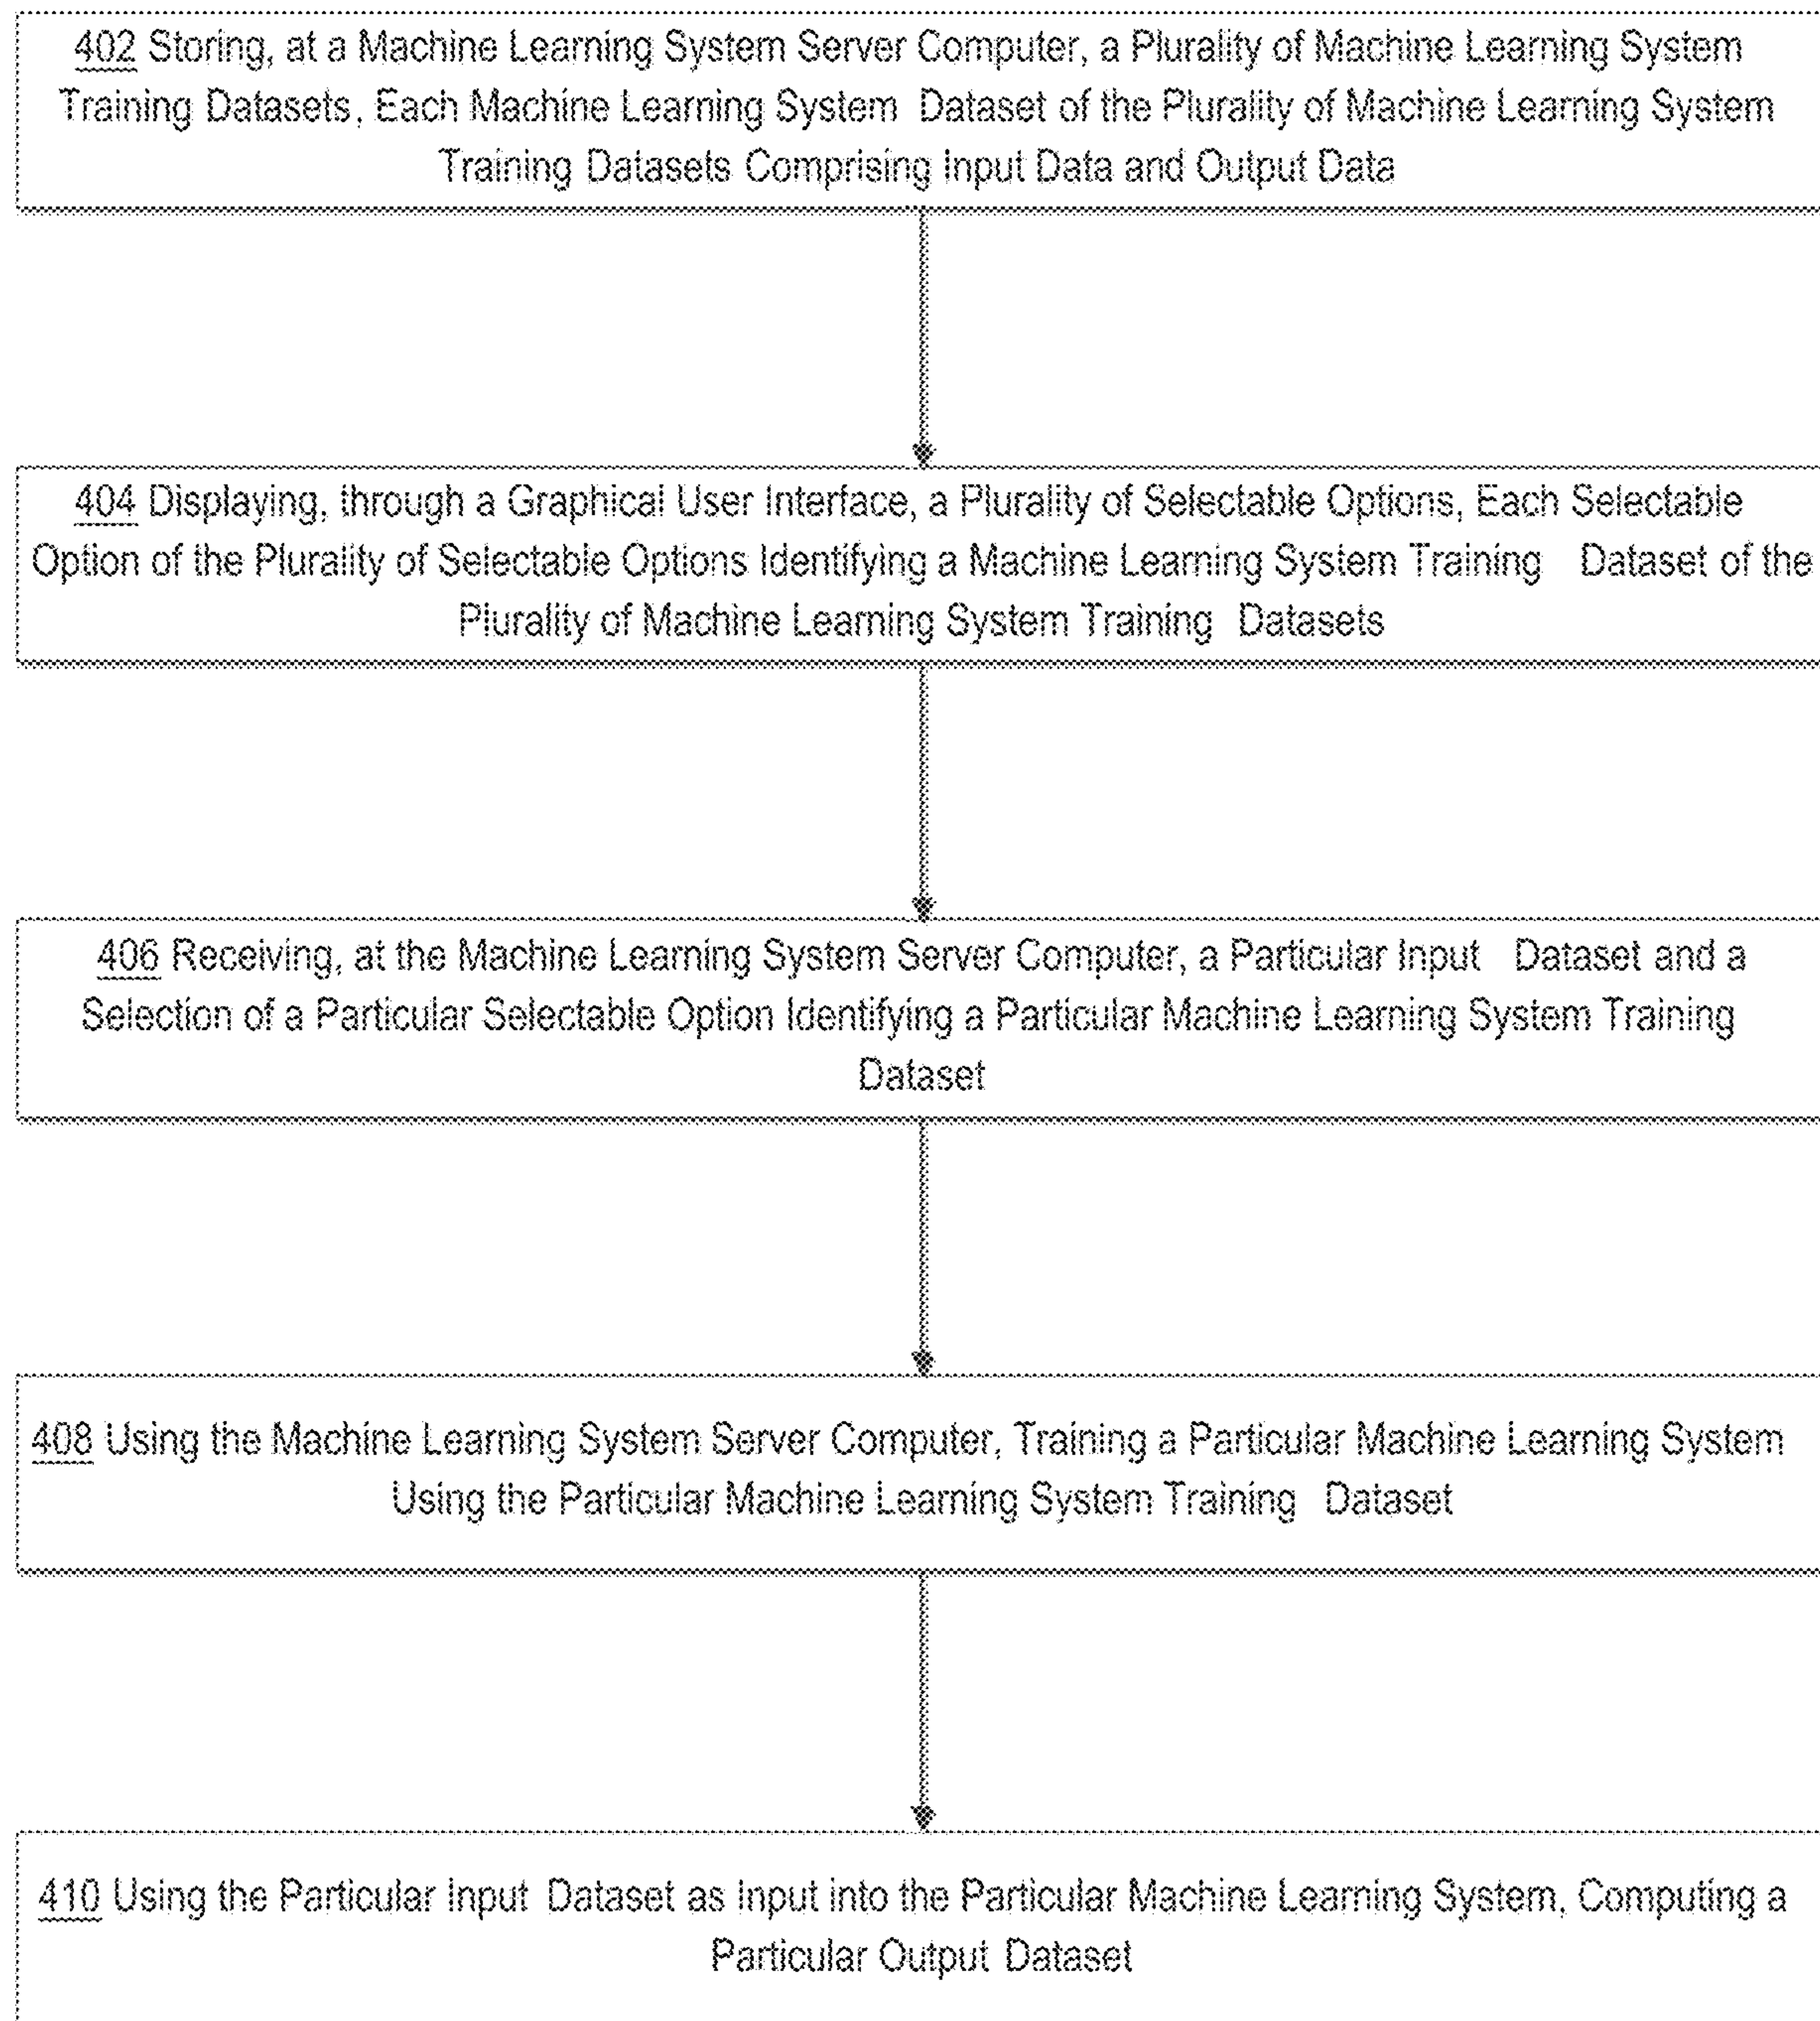 402 Storing, at a Machine Learning System Server Computer, a Plurality of Machine Learning System
Training Datasets, Each Machine Learning System Dataset of the Plurality of Machine Learning System
Training Datasets Comprising Input Data and Output Data
404 Displaying, through a Graphical User Interface, a Plurality of Selectable Options, Each Selectable
Option of the Plurality of Selectable Options Identifying a Machine Learning System Training Dataset of the
Plurality of Machine Learning System Training Datasets
406 Receiving, at the Machine Learning System Server Computer, a Particular Input Dataset and a
Selection of a Particular Selectable Option Identifying a Particular Machine Learning System Training
Dataset
408 Using the Machine Learning System Server Computer, Training a Particular Machine Learning System
Using the Particular Machine Learning System Training Dataset
410 Using the Particular Input Dataset as Input into the Particular Machine Learning System, Computing a
Particular Output Dataset